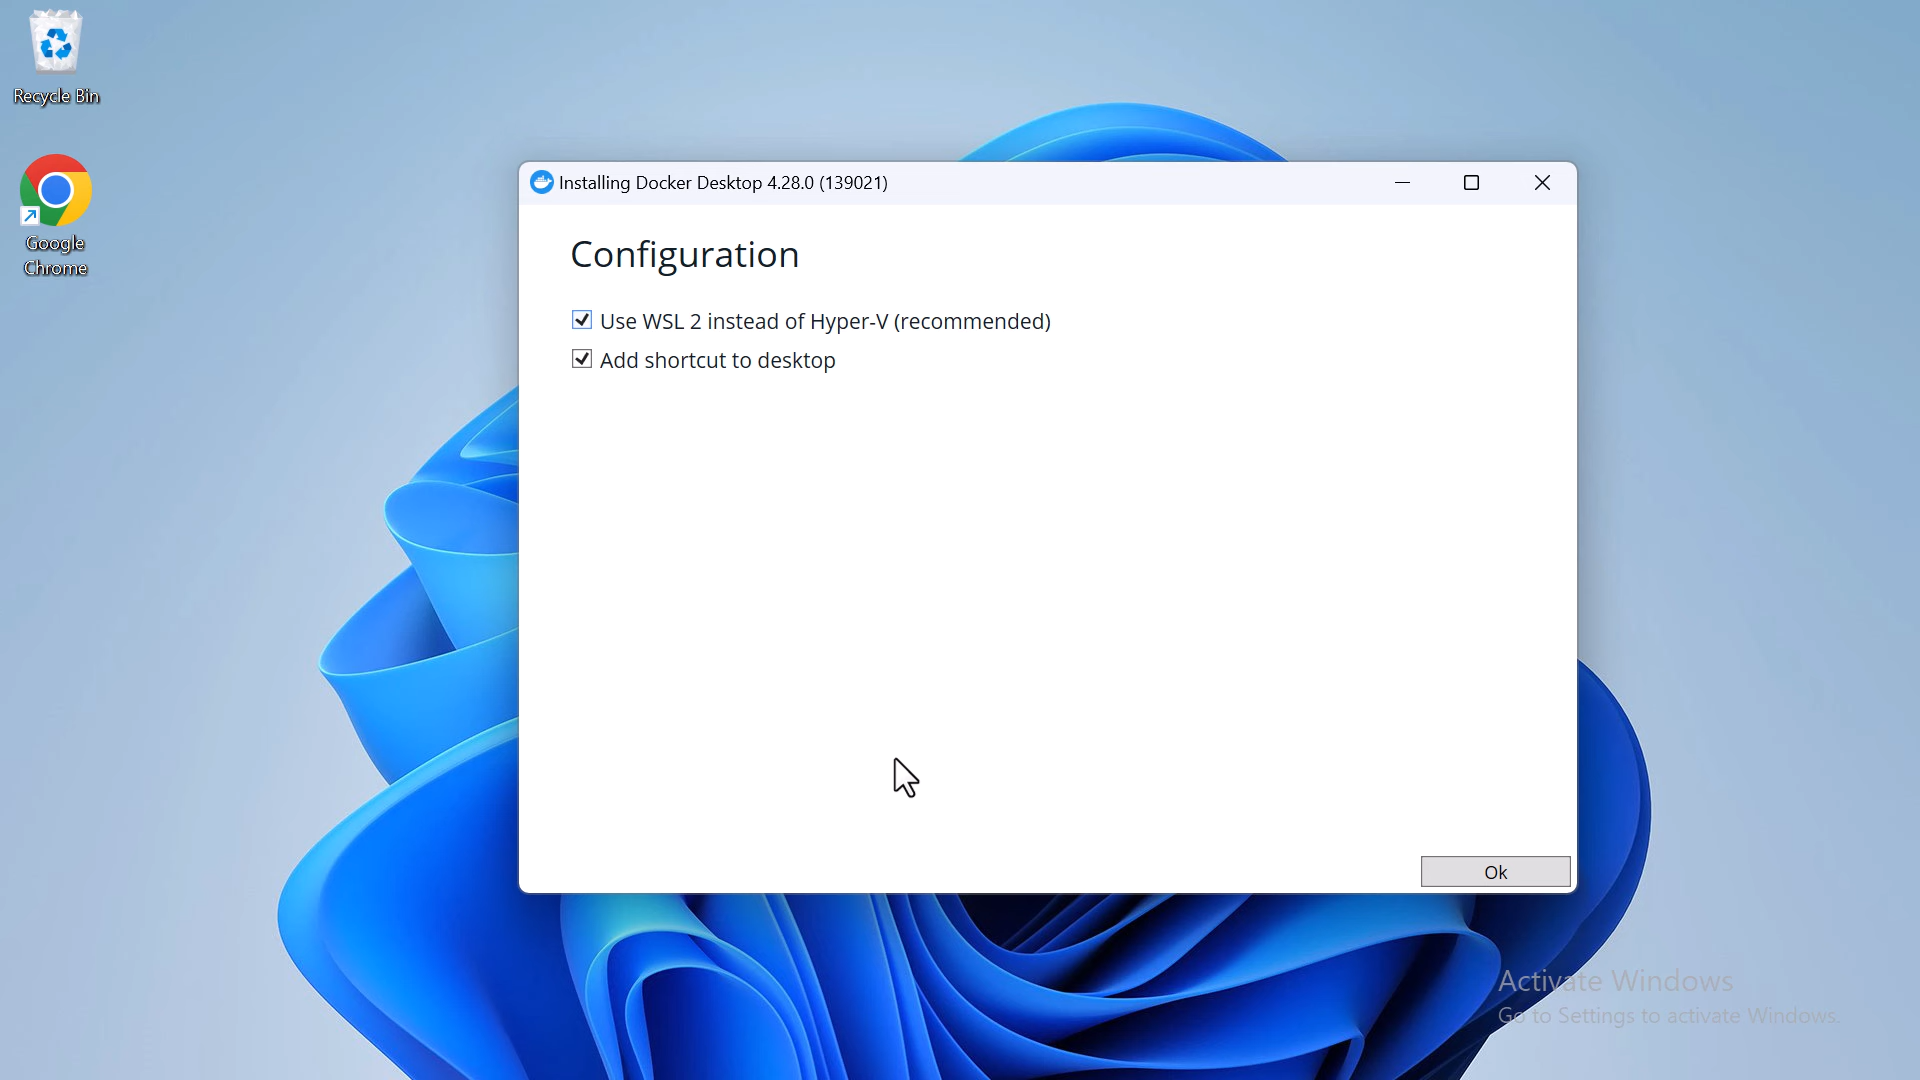 Recycle Bin
Google
Chrome
Installing Docker Desktop 4.28.0 (139021)
Configuration
Use WSL 2 instead of Hyper-V (recommended)
Add shortcut to desktop
Ok
Activate Windows
Go to Settings to activate Windows.